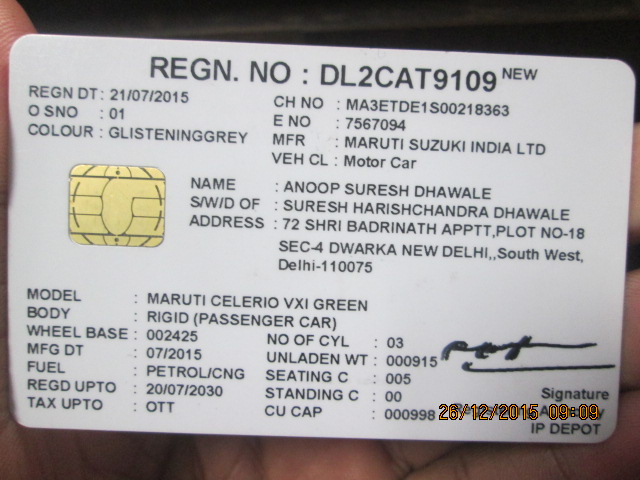 REGN. NO : DL2CAT9109 NEW
REGN DT : 21/07/2015
O SNO : 01
COLOUR : GLISTENINGGREY
CH NO : MA3ETDE1S00218363
E NO : 7567094
MFR : MARUTI SUZUKI INDIA LTD
VEH CL : Motor Car
NAME : ANOOP SURESH DHAWALE
S/W/D OF : SURESH HARISHCHANDRA DHAWALE
ADDRESS : 72 SHRI BADRINATH APPTT,PLOT NO-18
SEC-4 DWARKA NEW DELHI,,South West,
Delhi-110075
MODEL : MARUTI CELERIO VXI GREEN
BODY : RIGID (PASSENGER CAR)
WHEEL BASE : 002425
MFG DT : 07/2015
FUEL : PETROL/CNG
REGD UPTO : 20/07/2030
TAX UPTO : OTT
NO OF CYL : 03
UNLADEN WT : 000915
SEATING C : 005
STANDING C : 00
CU CAP : 000998
Signature
IP DEPOT
26/12/2015 09:09